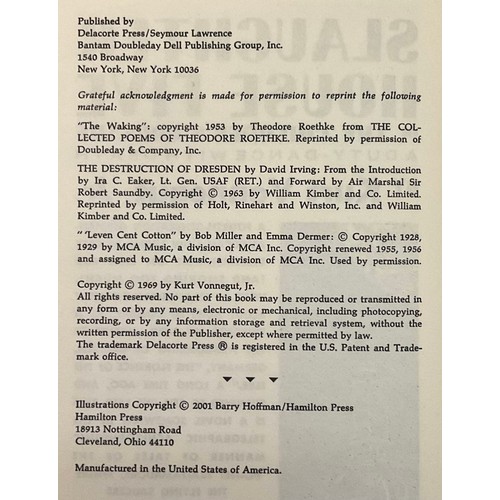 Published by
Delacorte Press/Seymour Lawrence
Bantam Doubleday Dell Publishing Group, Inc.
1540 Broadway
New York, New York 10036
Grateful acknowledgment is made for permission to reprint the following
material:
"The Waking": copyright 1953 by Theodore Roethke from THE COL-
LECTED POEMS OF THEODORE ROETHKE. Reprinted by permission of
Doubleday & Company, Inc.
THE DESTRUCTION OF DRESDEN by David Irving: From the Introduction
by Ira C. Eaker, Lt. Gen. USAF (RET.) and Forward by Air Marshal Sir
Robert Saundby. Copyright © 1963 by William Kimber and Co. Limited.
Reprinted by permission of Holt, Rinehart and Winston, Inc. and William
Kimber and Co. Limited.
"'Leven Cent Cotton" by Bob Miller and Emma Dermer: © Copyright 1928,
1929 by MCA Music, a division of MCA Inc. Copyright renewed 1955, 1956
and assigned to MCA Music, a division of MCA Inc. Used by permission.
Copyright © 1969 by Kurt Vonnegut, Jr.
All rights reserved. No part of this book may be reproduced or transmitted in
any form or by any means, electronic or mechanical, including photocopying,
recording, or by any information storage and retrieval system, without the
written permission of the Publisher, except where permitted by law.
The trademark Delacorte Press ® is registered in the U.S. Patent and Trade-
mark office.
Illustrations Copyright © 2001 Barry Hoffman/Hamilton Press
Hamilton Press
18913 Nottingham Road
Cleveland, Ohio 44110
Manufactured in the United States of America.